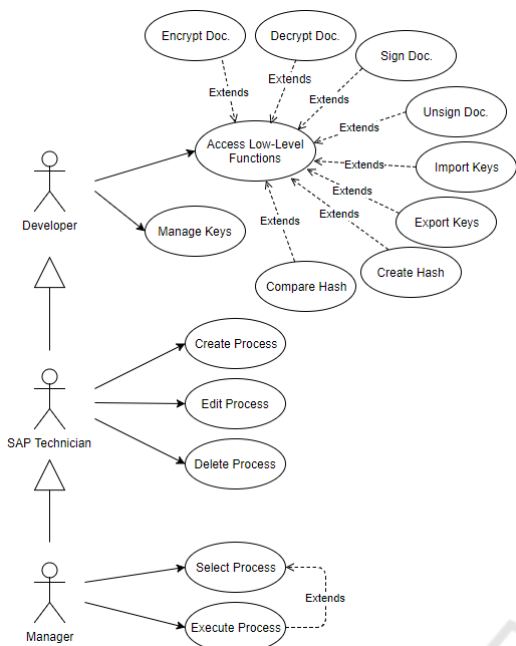 Encrypt Doc.
Decrypt Doc.
Sign Doc.
Extends
Extends
Extends
Unsign Doc.
Extends
Access Low-Level
Functions
Extends
Import Keys
Developer
Manage Keys
Extends
Export Keys
Extends
Extends
Create Hash
Compare Hash
Create Process
Edit Process
SAP Technician
Delete Process
Select Process
Extends
Execute Process
Manager